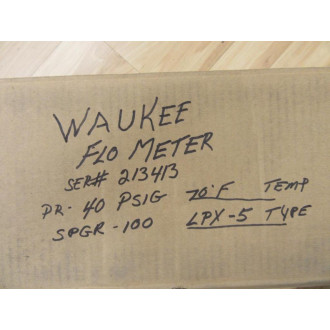 WAUKEE
FLO METER
SER# 213413
PR- 40 PSIG 70°F TEMP
SPGR -100 LPX-5 TYPE